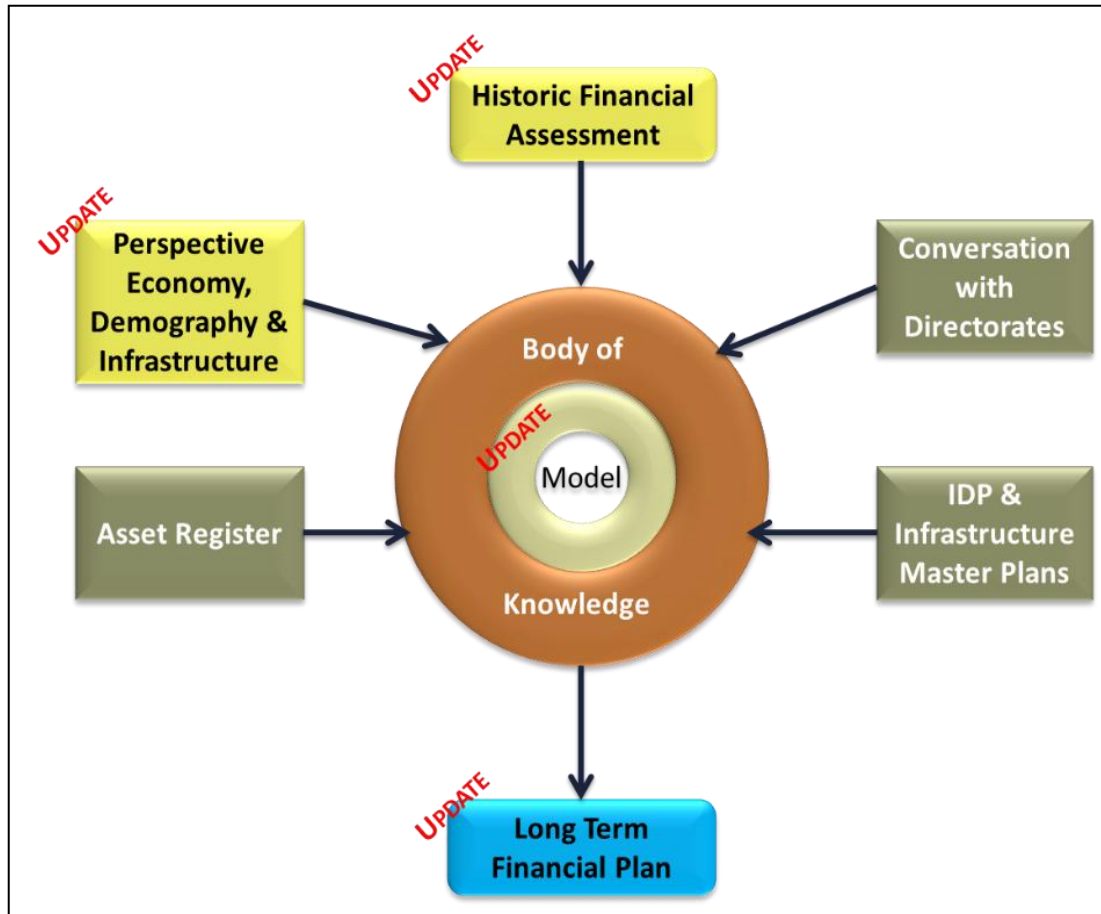 UPDATE
Historic Financial
Assessment
UPDATE
Perspective
Economy,
Demography &
Infrastructure
Conversation
with
Directorates
Body of
UPDATE
Model
Knowledge
Asset Register
IDP &
Infrastructure
Master Plans
UPDATE
Long Term
Financial Plan